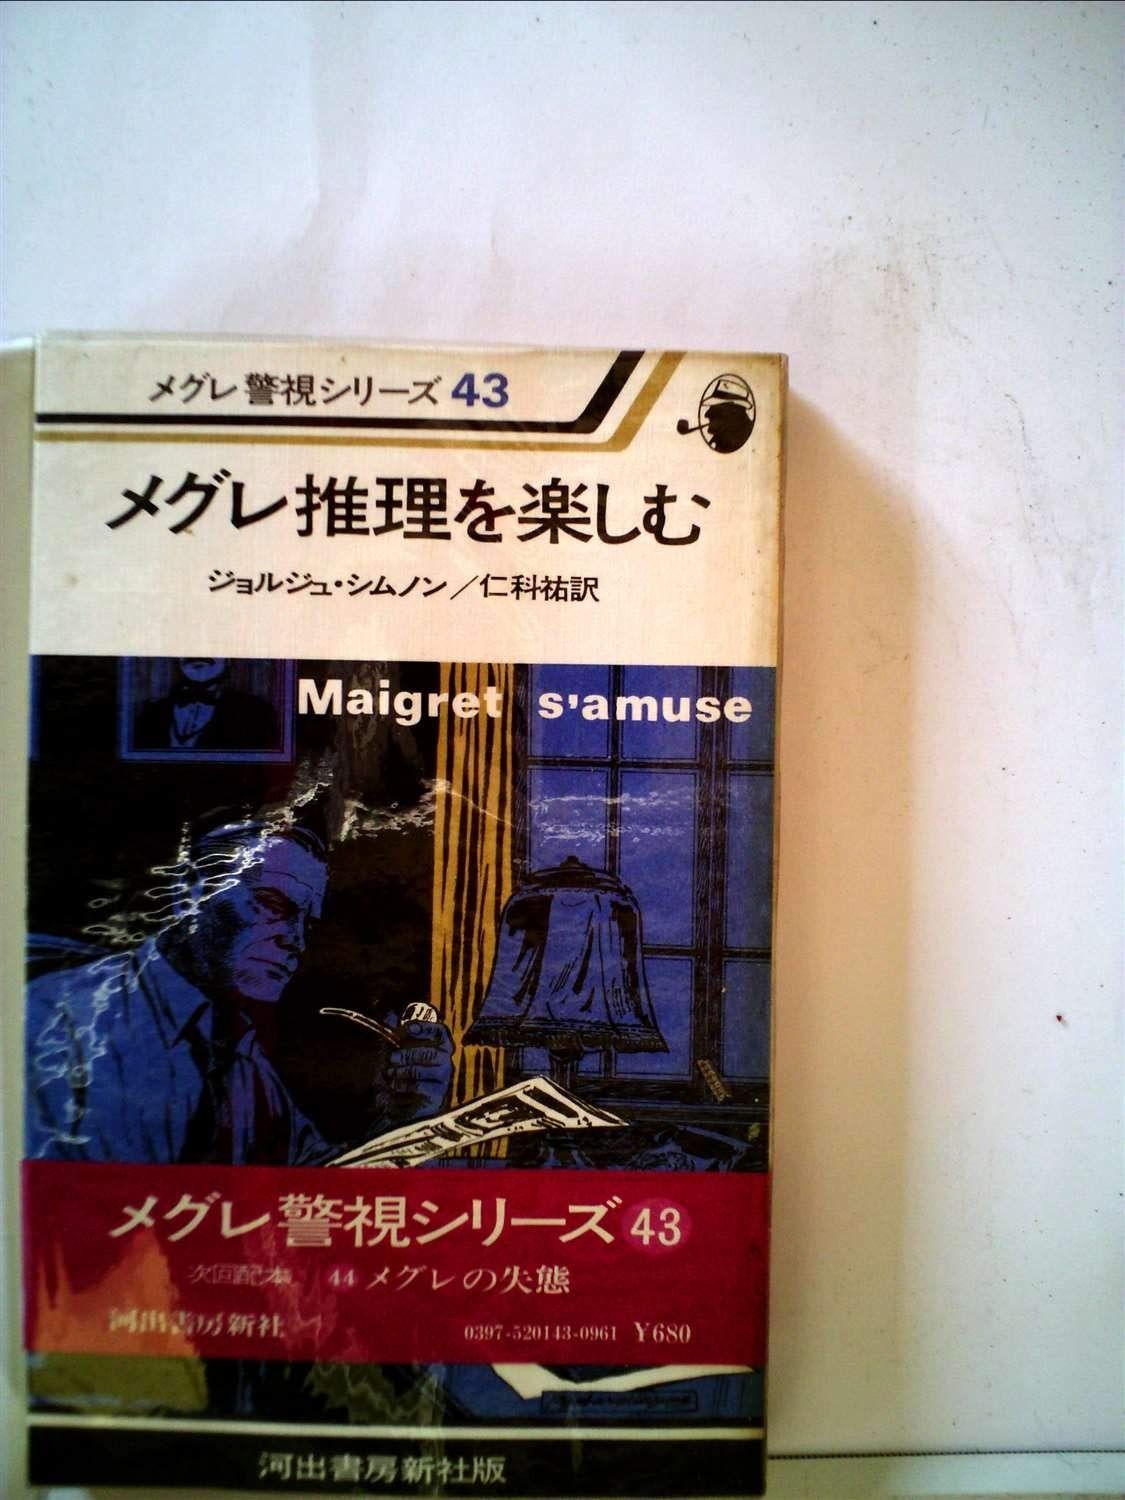 メグレ警視シリーズ 43
メグレ推理を楽しむ
ジョルジュ・シムノン／仁科祐訳
Maigret s'amuse
メグレ警視シリーズ 43
次回配本 44 メグレの失態
河出書房新社 0397-520143-0961 ¥680
河出書房新社版